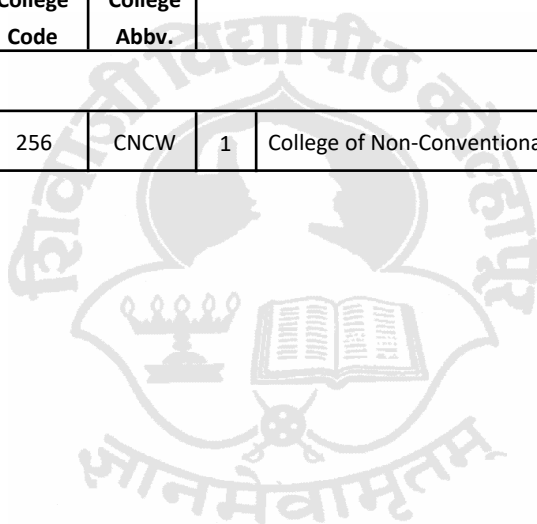 College College
Code Abbv.
256 CNCW 1 College of Non-Conventiona
शिवाजी विद्यापीठ कोल्हापूर
ज्ञानमेवामृतम्